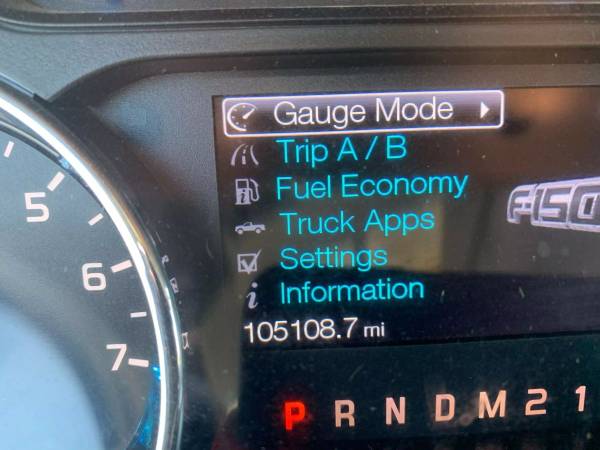 Gauge Mode
Trip A / B
Fuel Economy
Truck Apps
Settings
Information
F-150
105108.7 mi
5
6
7
P R N D M 2 1